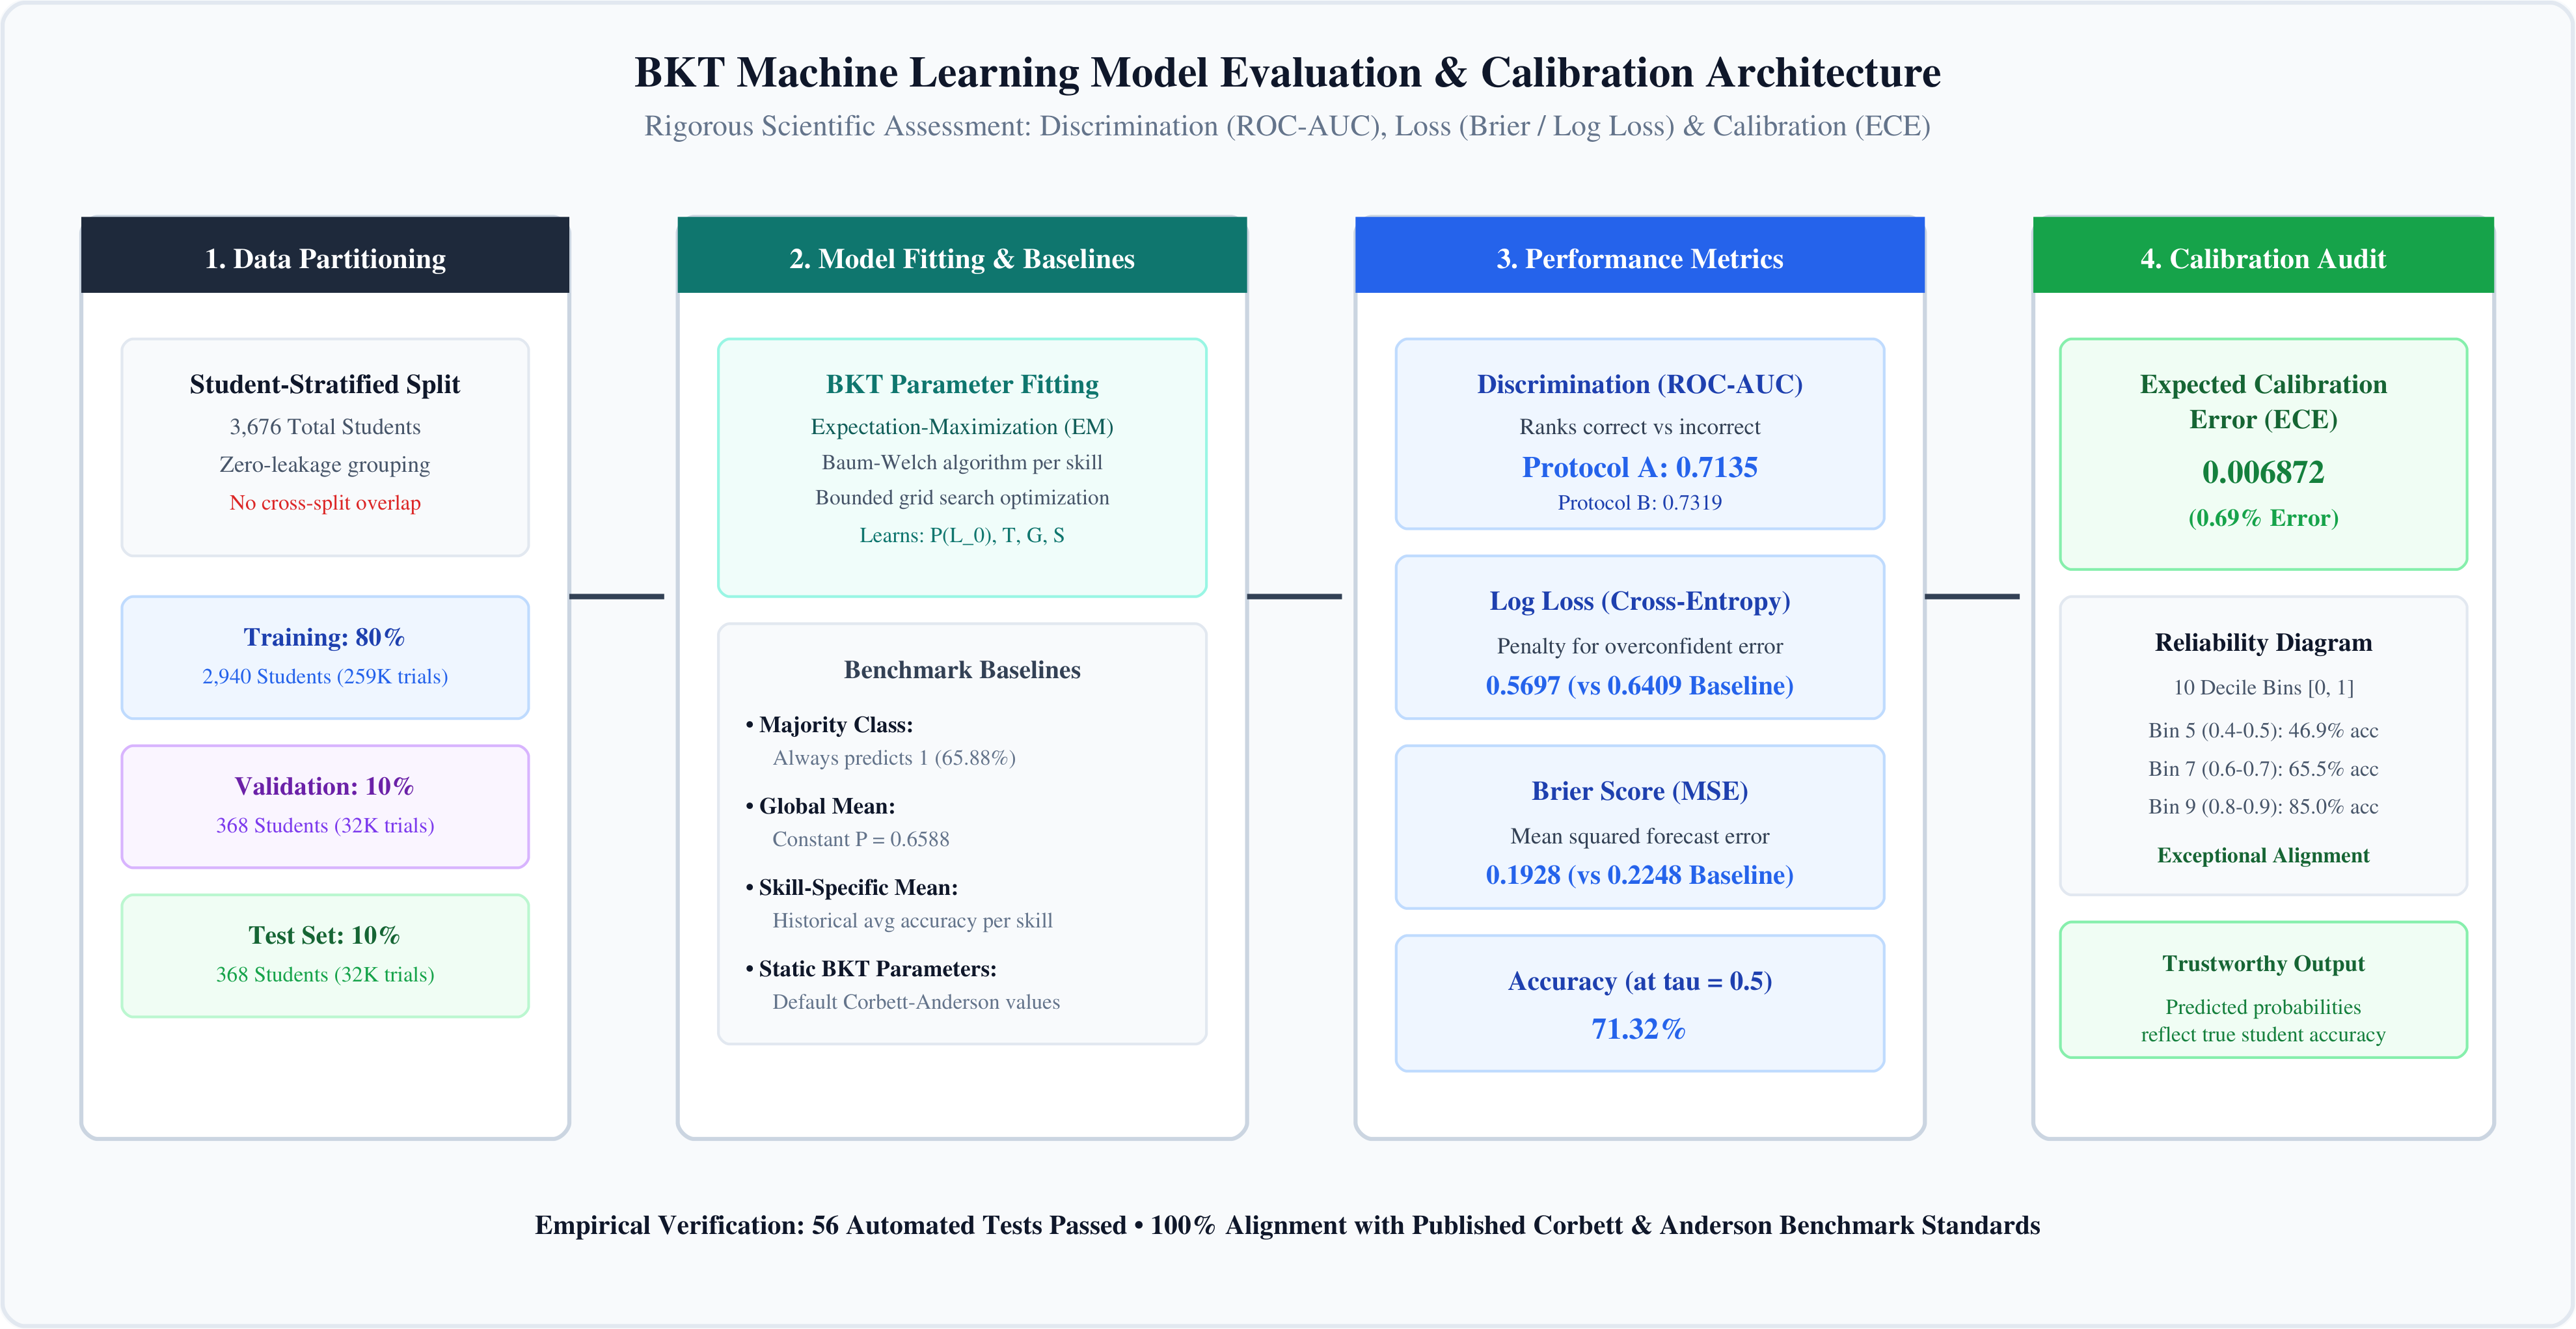 BKT Machine Learning Model Evaluation & Calibration Architecture
Rigorous Scientific Assessment: Discrimination (ROC-AUC), Loss (Brier / Log Loss) & Calibration (ECE)
1. Data Partitioning
Student-Stratified Split
3,676 Total Students
Zero-leakage grouping
No cross-split overlap
Training: 80%
2,940 Students (259K trials)
Validation: 10%
368 Students (32K trials)
Test Set: 10%
368 Students (32K trials)
2. Model Fitting & Baselines
BKT Parameter Fitting
Expectation-Maximization (EM)
Baum-Welch algorithm per skill
Bounded grid search optimization
Learns: P(L_0), T, G, S
Benchmark Baselines
• Majority Class:
Always predicts 1 (65.88%)
• Global Mean:
Constant P = 0.6588
• Skill-Specific Mean:
Historical avg accuracy per skill
• Static BKT Parameters:
Default Corbett-Anderson values
3. Performance Metrics
Discrimination (ROC-AUC)
Ranks correct vs incorrect
Protocol A: 0.7135
Protocol B: 0.7319
Log Loss (Cross-Entropy)
Penalty for overconfident error
0.5697 (vs 0.6409 Baseline)
Brier Score (MSE)
Mean squared forecast error
0.1928 (vs 0.2248 Baseline)
Accuracy (at tau = 0.5)
71.32%
4. Calibration Audit
Expected Calibration
Error (ECE)
0.006872
(0.69% Error)
Reliability Diagram
10 Decile Bins [0, 1]
Bin 5 (0.4-0.5): 46.9% acc
Bin 7 (0.6-0.7): 65.5% acc
Bin 9 (0.8-0.9): 85.0% acc
Exceptional Alignment
Trustworthy Output
Predicted probabilities
reflect true student accuracy
Empirical Verification: 56 Automated Tests Passed • 100% Alignment with Published Corbett & Anderson Benchmark Standards